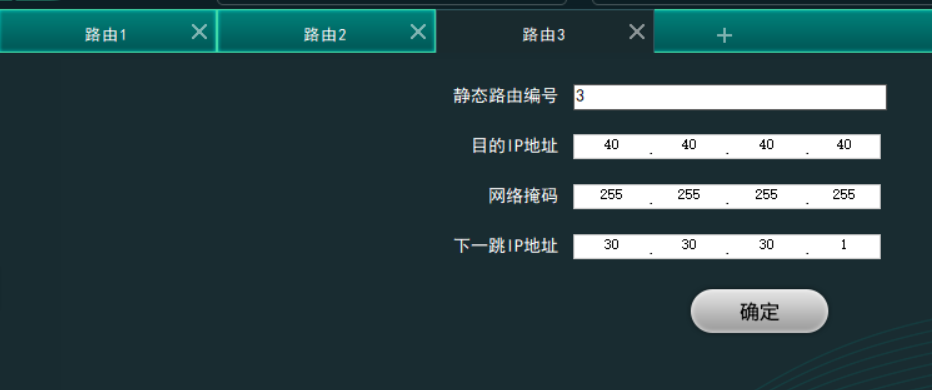 路由1 路由2 路由3 +
静态路由编号 3
目的IP地址 40 . 40 . 40 . 40
网络掩码 255 . 255 . 255 . 255
下一跳IP地址 30 . 30 . 30 . 1
确定